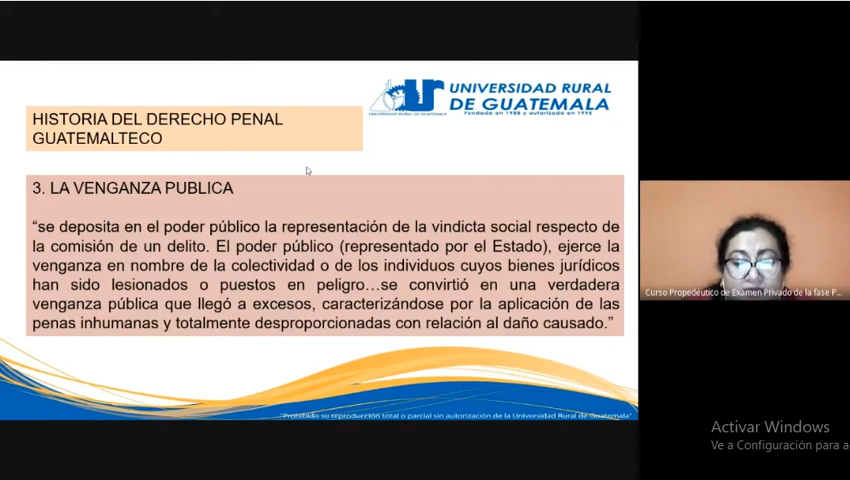 UNIVERSIDAD RURAL
DE GUATEMALA
Fundada en 1988 y autorizada en 1995
UNIVERSIDAD RURAL DE GUATEMALA
HISTORIA DEL DERECHO PENAL
GUATEMALTECO
3. LA VENGANZA PUBLICA
“se deposita en el poder público la representación de la vindicta social respecto de
la comisión de un delito. El poder público (representado por el Estado), ejerce la
venganza en nombre de la colectividad o de los individuos cuyos bienes jurídicos
han sido lesionados o puestos en peligro…se convirtió en una verdadera
venganza pública que llegó a excesos, caracterizándose por la aplicación de las
penas inhumanas y totalmente desproporcionadas con relación al daño causado.”
"Prohibido su reproducción total o parcial sin autorización de la Universidad Rural de Guatemala"
Curso Propedéutico de Examen Privado de la fase P...
Activar Windows
Ve a Configuración para a